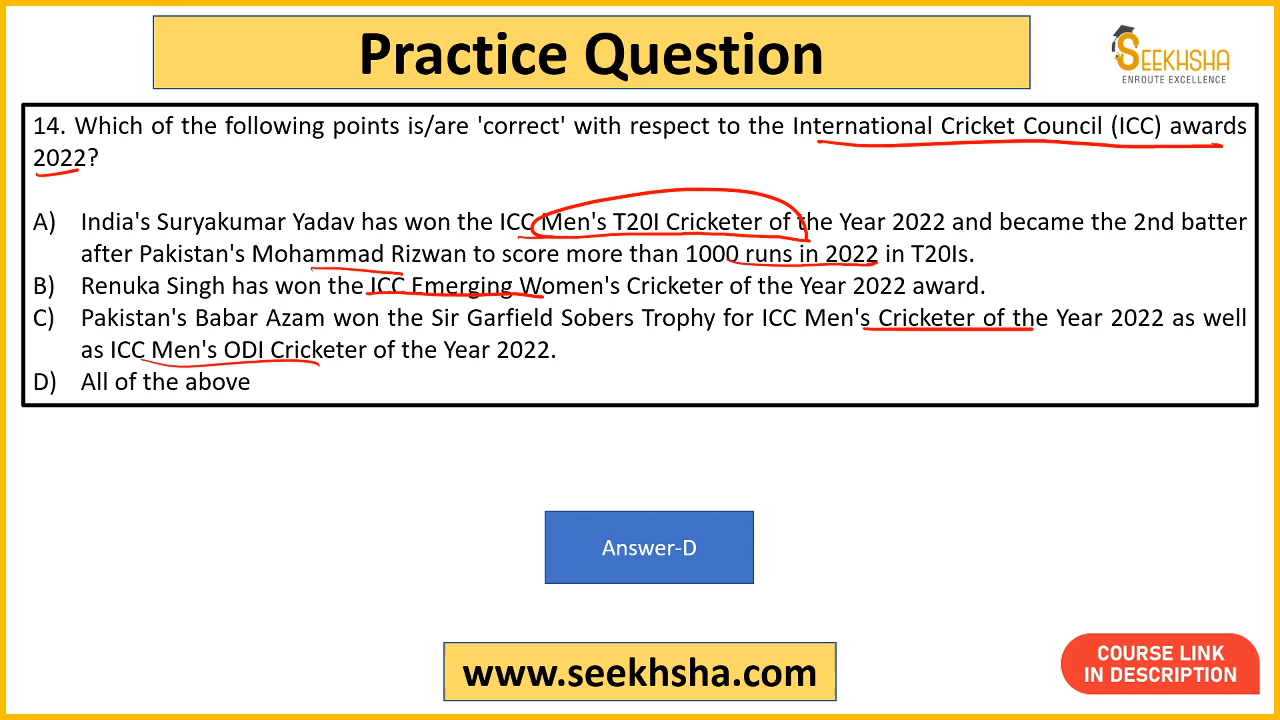 Practice Question
SEEKHSHA
ENROUTE EXCELLENCE
14. Which of the following points is/are 'correct' with respect to the International Cricket Council (ICC) awards
2022?
A) India's Suryakumar Yadav has won the ICC Men's T20I Cricketer of the Year 2022 and became the 2nd batter
after Pakistan's Mohammad Rizwan to score more than 1000 runs in 2022 in T20Is.
B) Renuka Singh has won the ICC Emerging Women's Cricketer of the Year 2022 award.
C) Pakistan's Babar Azam won the Sir Garfield Sobers Trophy for ICC Men's Cricketer of the Year 2022 as well
as ICC Men's ODI Cricketer of the Year 2022.
D) All of the above
Answer-D
www.seekhsha.com
COURSE LINK
IN DESCRIPTION